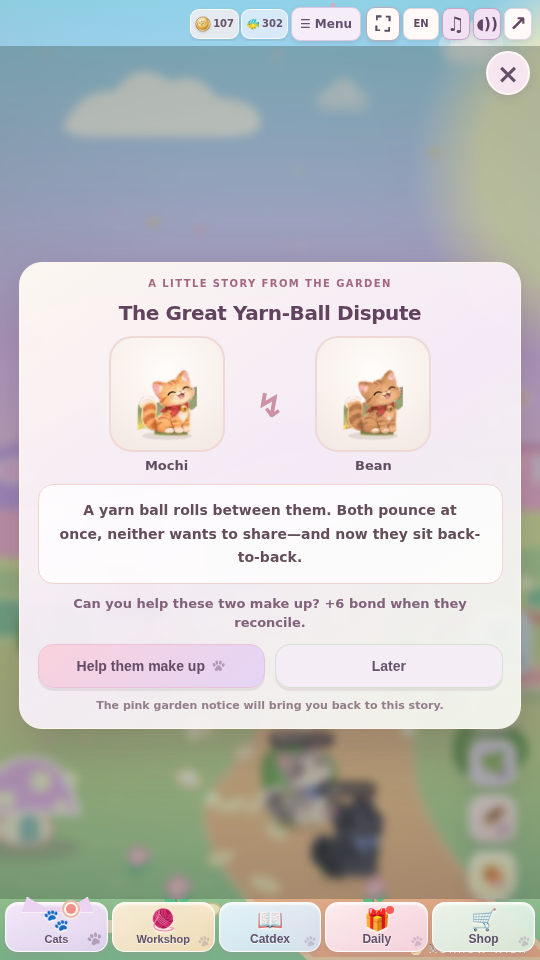 107
302
☰ Menu
EN
A LITTLE STORY FROM THE GARDEN
The Great Yarn-Ball Dispute
Mochi
Bean
A yarn ball rolls between them. Both pounce at
once, neither wants to share—and now they sit back-
to-back.
Can you help these two make up? +6 bond when they
reconcile.
Help them make up
Later
The pink garden notice will bring you back to this story.
Cats
Workshop
Catdex
Daily
Shop